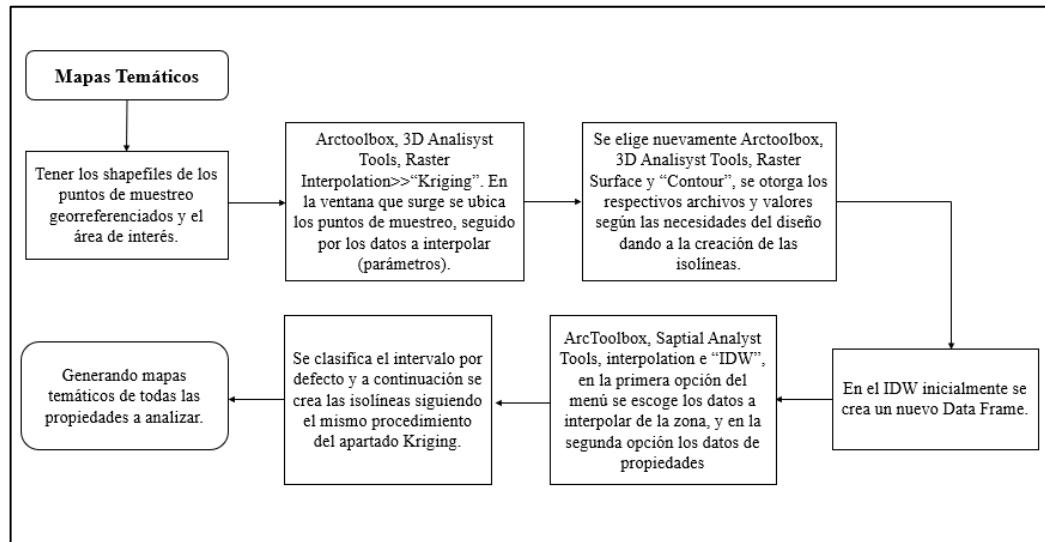 Mapas Temáticos
Tener los shapefiles de los
puntos de muestreo
georreferenciados y el
área de interés.
Arctoolbox, 3D Analisyst
Tools, Raster
Interpolation>>“Kriging”. En
la ventana que surge se ubica
los puntos de muestreo, seguido
por los datos a interpolar
(parámetros).
Se elige nuevamente Arctoolbox,
3D Analisyst Tools, Raster
Surface y “Contour”, se otorga los
respectivos archivos y valores
según las necesidades del diseño
dando a la creación de las
isolíneas.
En el IDW inicialmente se
crea un nuevo Data Frame.
ArcToolbox, Saptial Analyst
Tools, interpolation e “IDW”,
en la primera opción del
menú se escoge los datos a
interpolar de la zona, y en la
segunda opción los datos de
propiedades
Se clasifica el intervalo por
defecto y a continuación se
crea las isolíneas siguiendo
el mismo procedimiento
del apartado Kriging.
Generando mapas
temáticos de todas las
propiedades a analizar.